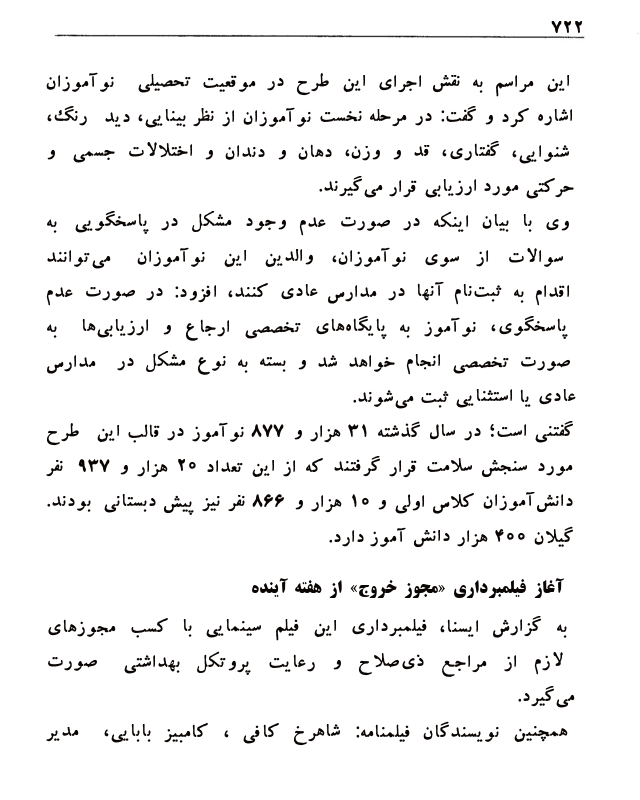 ۷۲۲
این مراسم به نقش اجرای این طرح در موقعیت تحصیلی نوآموزان
اشاره کرد و گفت: در مرحله نخست نوآموزان از نظر بینایی، دید رنگ،
شنوایی، گفتاری، قد و وزن، دهان و دندان و اختلالات جسمی و
حرکتی مورد ارزیابی قرار می‌گیرند.
وی با بیان اینکه در صورت عدم وجود مشکل در پاسخگویی به
سوالات از سوی نوآموزان، والدین این نوآموزان می‌توانند
اقدام به ثبت‌نام آنها در مدارس عادی کنند، افزود: در صورت عدم
پاسخگوی، نوآموز به پایگاه‌های تخصصی ارجاع و ارزیابی‌ها به
صورت تخصصی انجام خواهد شد و بسته به نوع مشکل در مدارس
عادی یا استثنایی ثبت می‌شوند.
گفتنی است؛ در سال گذشته ۳۱ هزار و ۸۷۷ نوآموز در قالب این طرح
مورد سنجش سلامت قرار گرفتند که از این تعداد ۲۰ هزار و ۹۳۷ نفر
دانش‌آموزان کلاس اولی و ۱۰ هزار و ۸۶۶ نفر نیز پیش دبستانی بودند.
گیلان ۴۰۰ هزار دانش آموز دارد.
آغاز فیلمبرداری «مجوز خروج» از هفته آینده
به گزارش ایسنا، فیلمبرداری این فیلم سینمایی با کسب مجوزهای
لازم از مراجع ذی‌صلاح و رعایت پروتکل بهداشتی صورت
می‌گیرد.
همچنین نویسندگان فیلمنامه: شاهرخ کافی ، کامبیز بابایی، مدیر